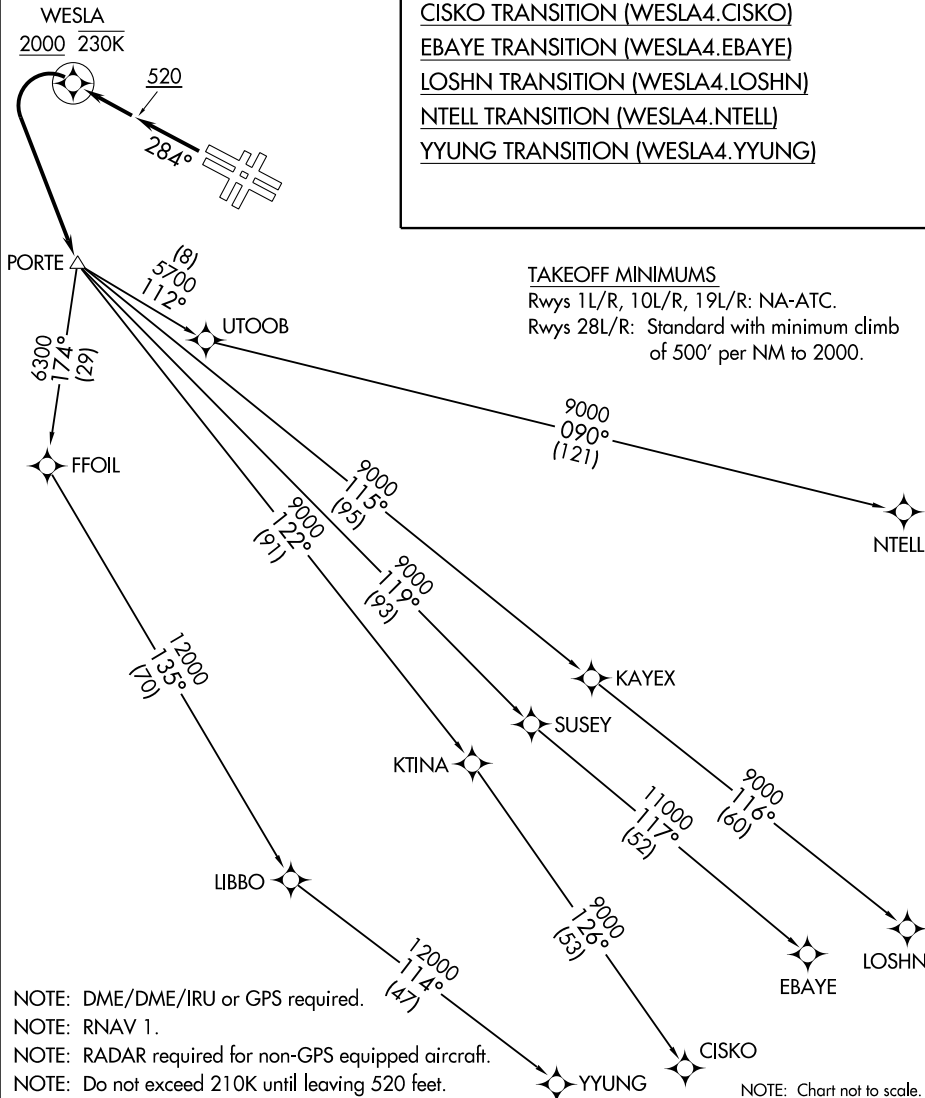 WESLA
2000 230K
520
284°
CISKO TRANSITION (WESLA4.CISKO)
EBAYE TRANSITION (WESLA4.EBAYE)
LOSHN TRANSITION (WESLA4.LOSHN)
NTELL TRANSITION (WESLA4.NTELL)
YYUNG TRANSITION (WESLA4.YYUNG)
PORTE
(8)
5700
112°
UTOOB
TAKEOFF MINIMUMS
Rwys 1L/R, 10L/R, 19L/R: NA-ATC.
Rwys 28L/R: Standard with minimum climb
of 500' per NM to 2000.
6300
174°
(29)
FFOIL
9000
090°
(121)
NTELL
9000
115°
(95)
9000
122°
(91)
9000
119°
(93)
12000
135°
(70)
KAYEX
SUSEY
KTINA
9000
116°
(60)
11000
117°
(52)
LIBBO
9000
126°
(53)
LOSHN
EBAYE
12000
114°
(47)
CISKO
YYUNG
NOTE: DME/DME/IRU or GPS required.
NOTE: RNAV 1.
NOTE: RADAR required for non-GPS equipped aircraft.
NOTE: Do not exceed 210K until leaving 520 feet.
NOTE: Chart not to scale.